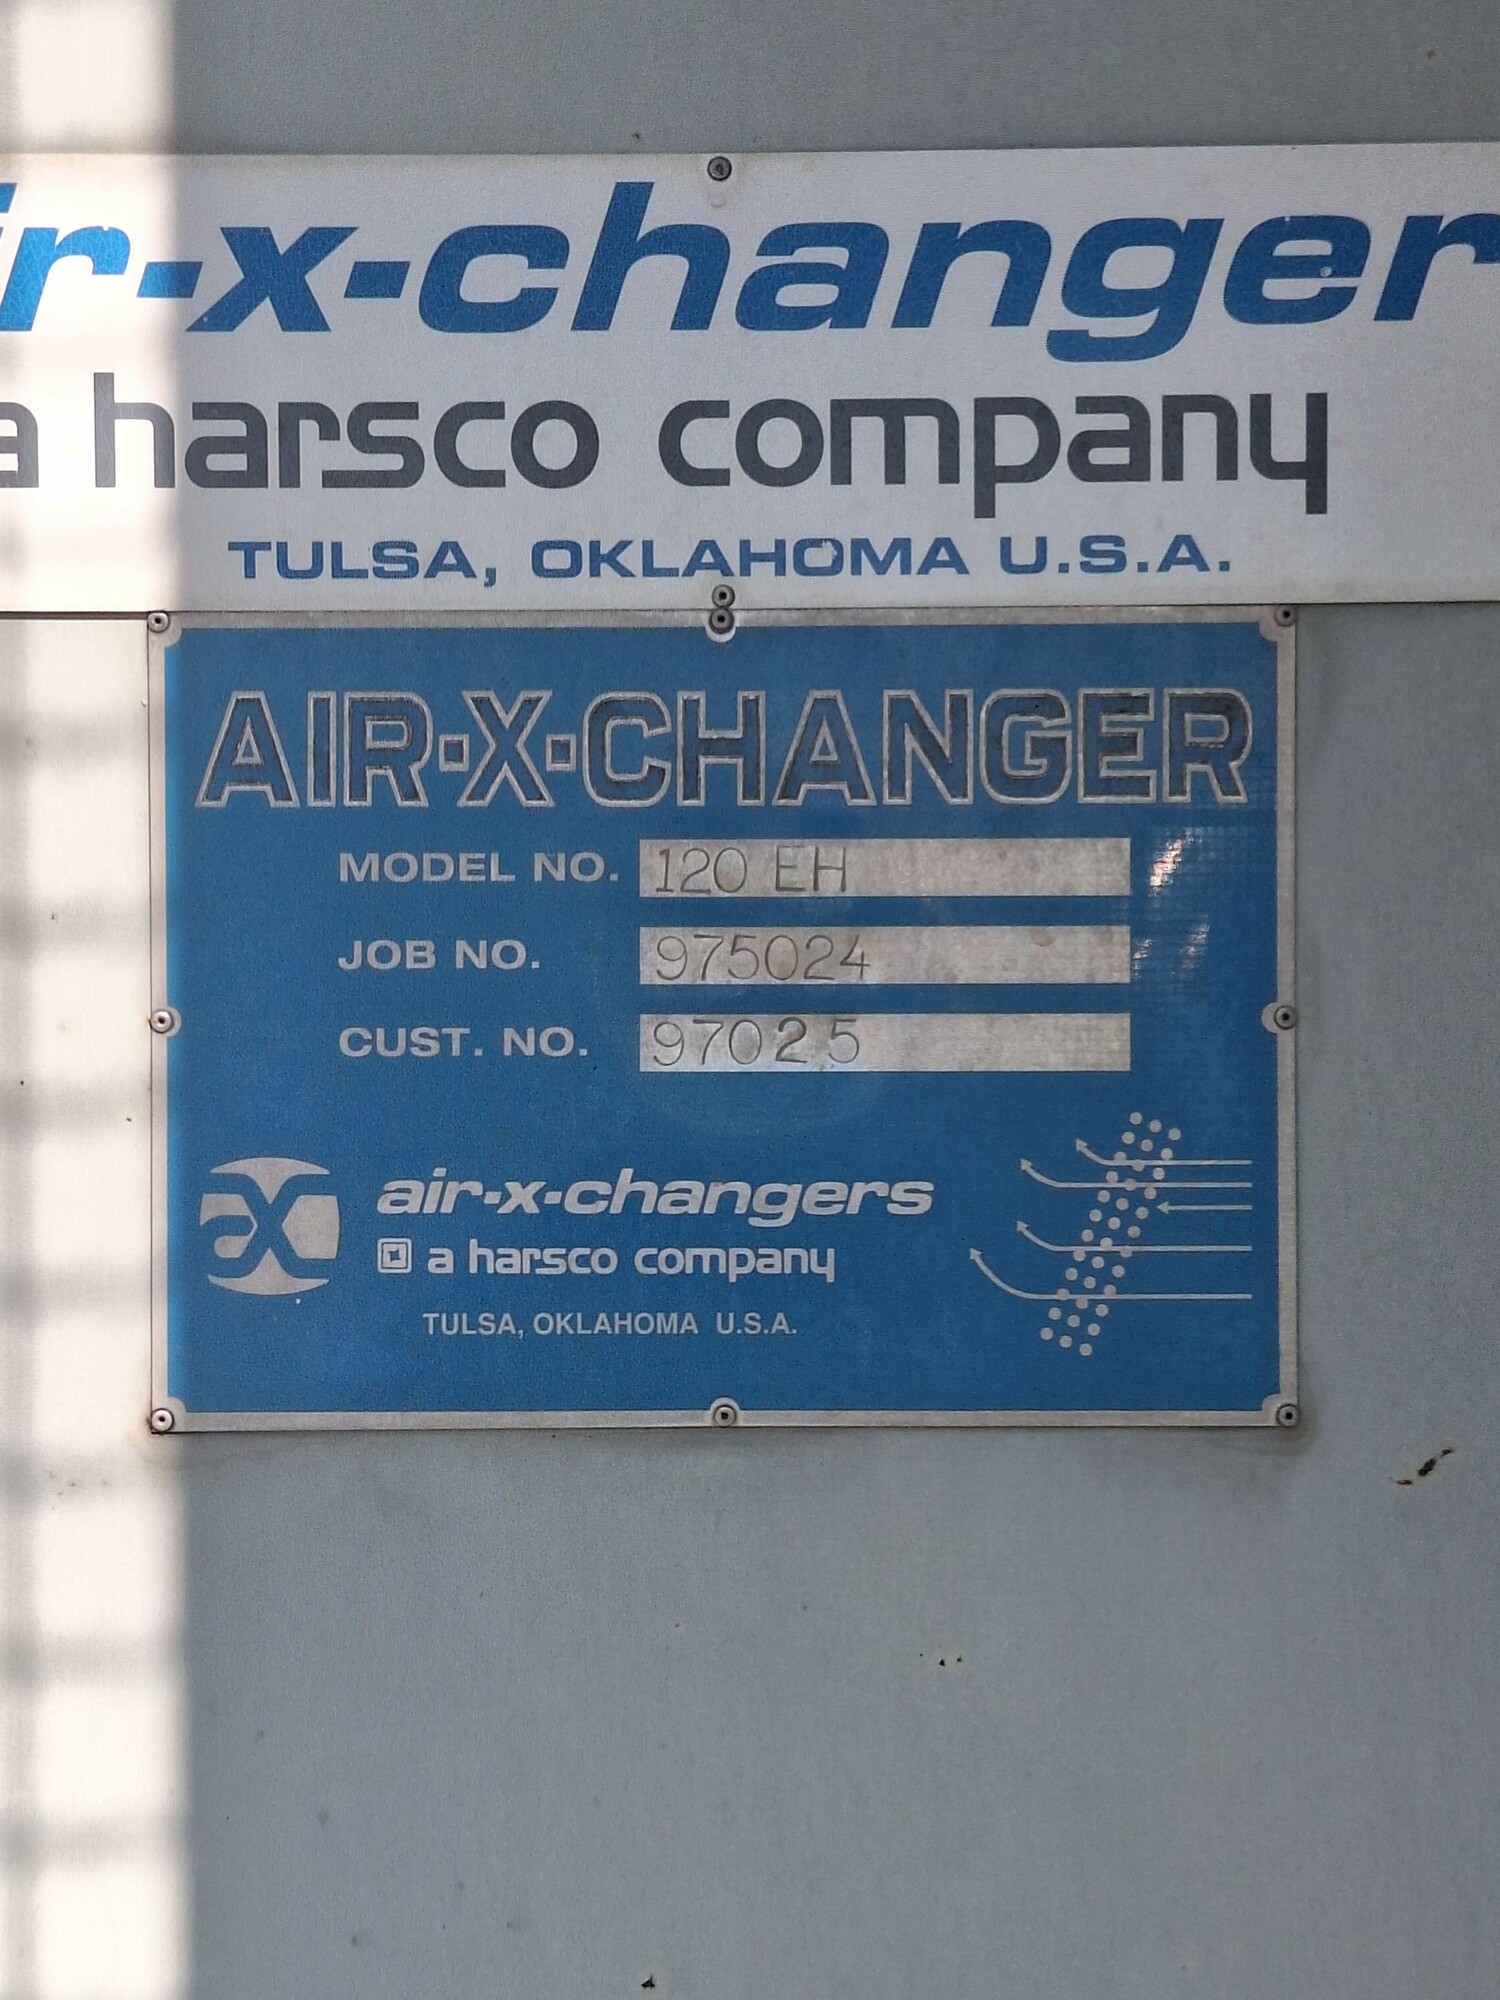 ir-x-changer
a harsco company
TULSA, OKLAHOMA U.S.A.
AIR·X·CHANGER
MODEL NO. 120 EH
JOB NO. 975024
CUST. NO. 97025
aX
air·x·changers
a harsco company
TULSA, OKLAHOMA U.S.A.